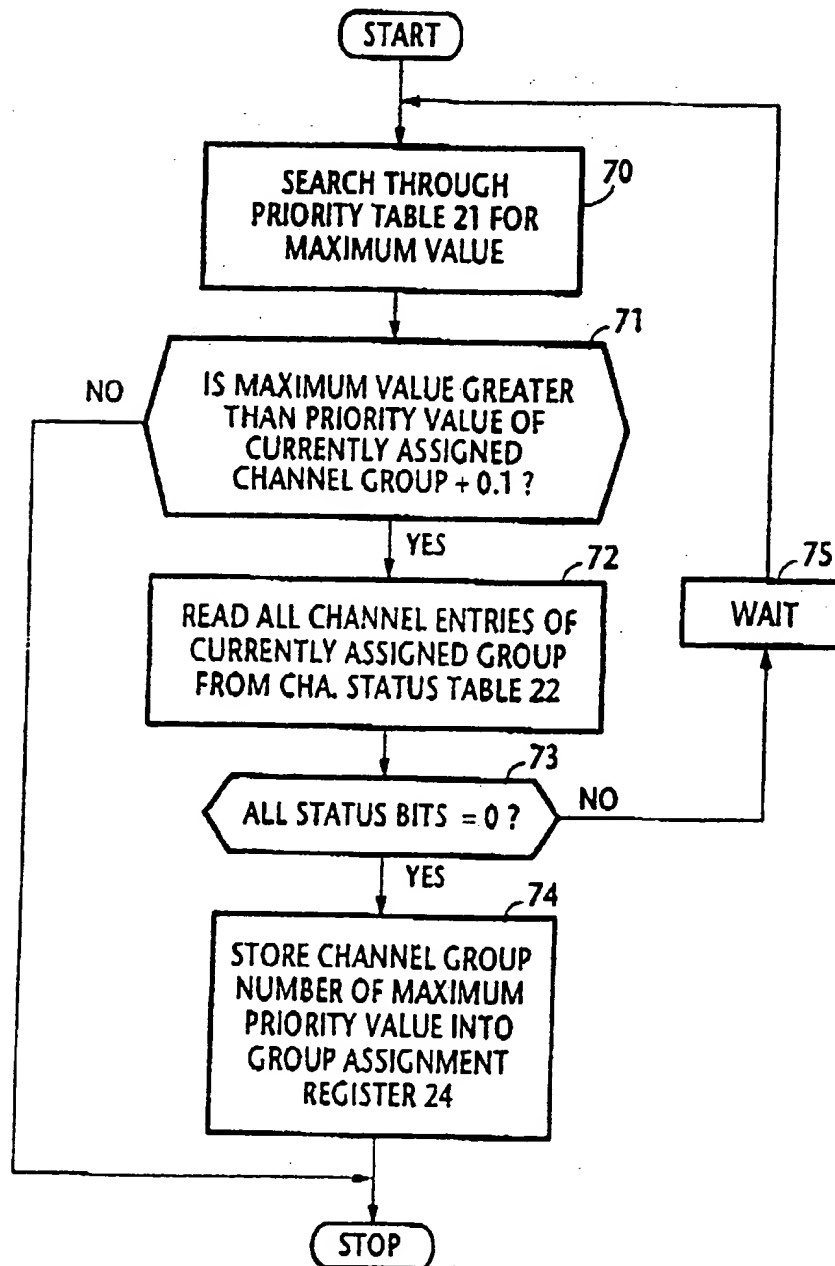 START
70
SEARCH THROUGH
PRIORITY TABLE 21 FOR
MAXIMUM VALUE
71
NO
IS MAXIMUM VALUE GREATER
THAN PRIORITY VALUE OF
CURRENTLY ASSIGNED
CHANNEL GROUP + 0.1 ?
YES
72
75
READ ALL CHANNEL ENTRIES OF
CURRENTLY ASSIGNED GROUP
FROM CHA. STATUS TABLE 22
WAIT
73
ALL STATUS BITS = 0 ?
NO
YES
74
STORE CHANNEL GROUP
NUMBER OF MAXIMUM
PRIORITY VALUE INTO
GROUP ASSIGNMENT
REGISTER 24
STOP